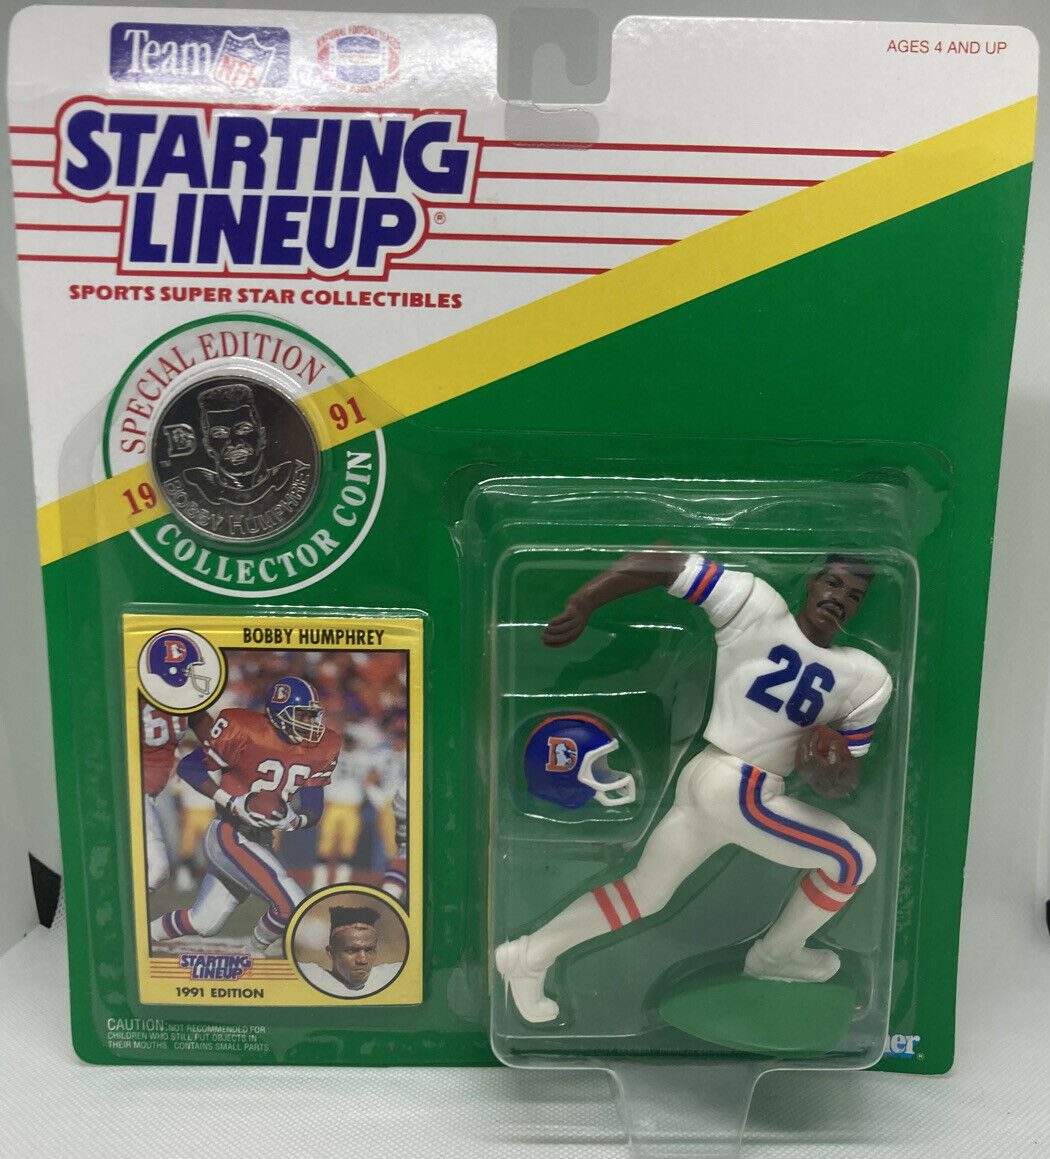 Team NFL
AGES 4 AND UP
STARTING
LINEUP®
SPORTS SUPER STAR COLLECTIBLES
SPECIAL EDITION
1991
BOBBY HUMPHREY
COLLECTOR COIN
BOBBY HUMPHREY
26
26
26
STARTING
LINEUP
1991 EDITION
CAUTION: NOT RECOMMENDED FOR
CHILDREN WHO STILL PUT OBJECTS IN
THEIR MOUTHS. CONTAINS SMALL PARTS.